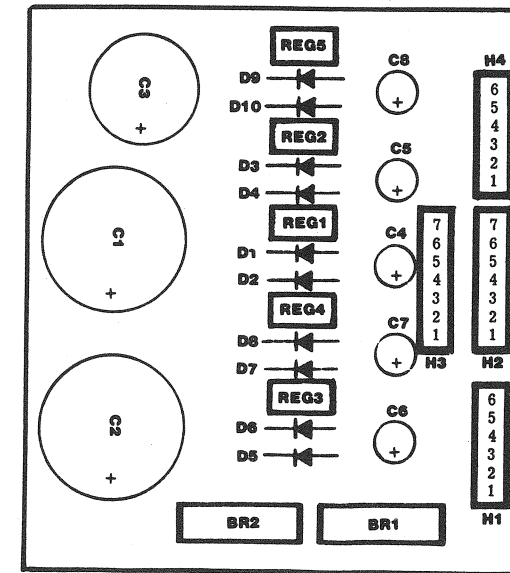 REG5
C8
H4
D9
D10
REG2
C3
+
+
6
5
4
3
2
1
C5
D3
D4
+
REG1
C1
+
D1
D2
C4
+
7
6
5
4
3
2
1
H3
7
6
5
4
3
2
1
H2
REG4
D8
D7
C7
+
REG3
C2
+
D6
D5
C6
+
6
5
4
3
2
1
H1
BR2
BR1